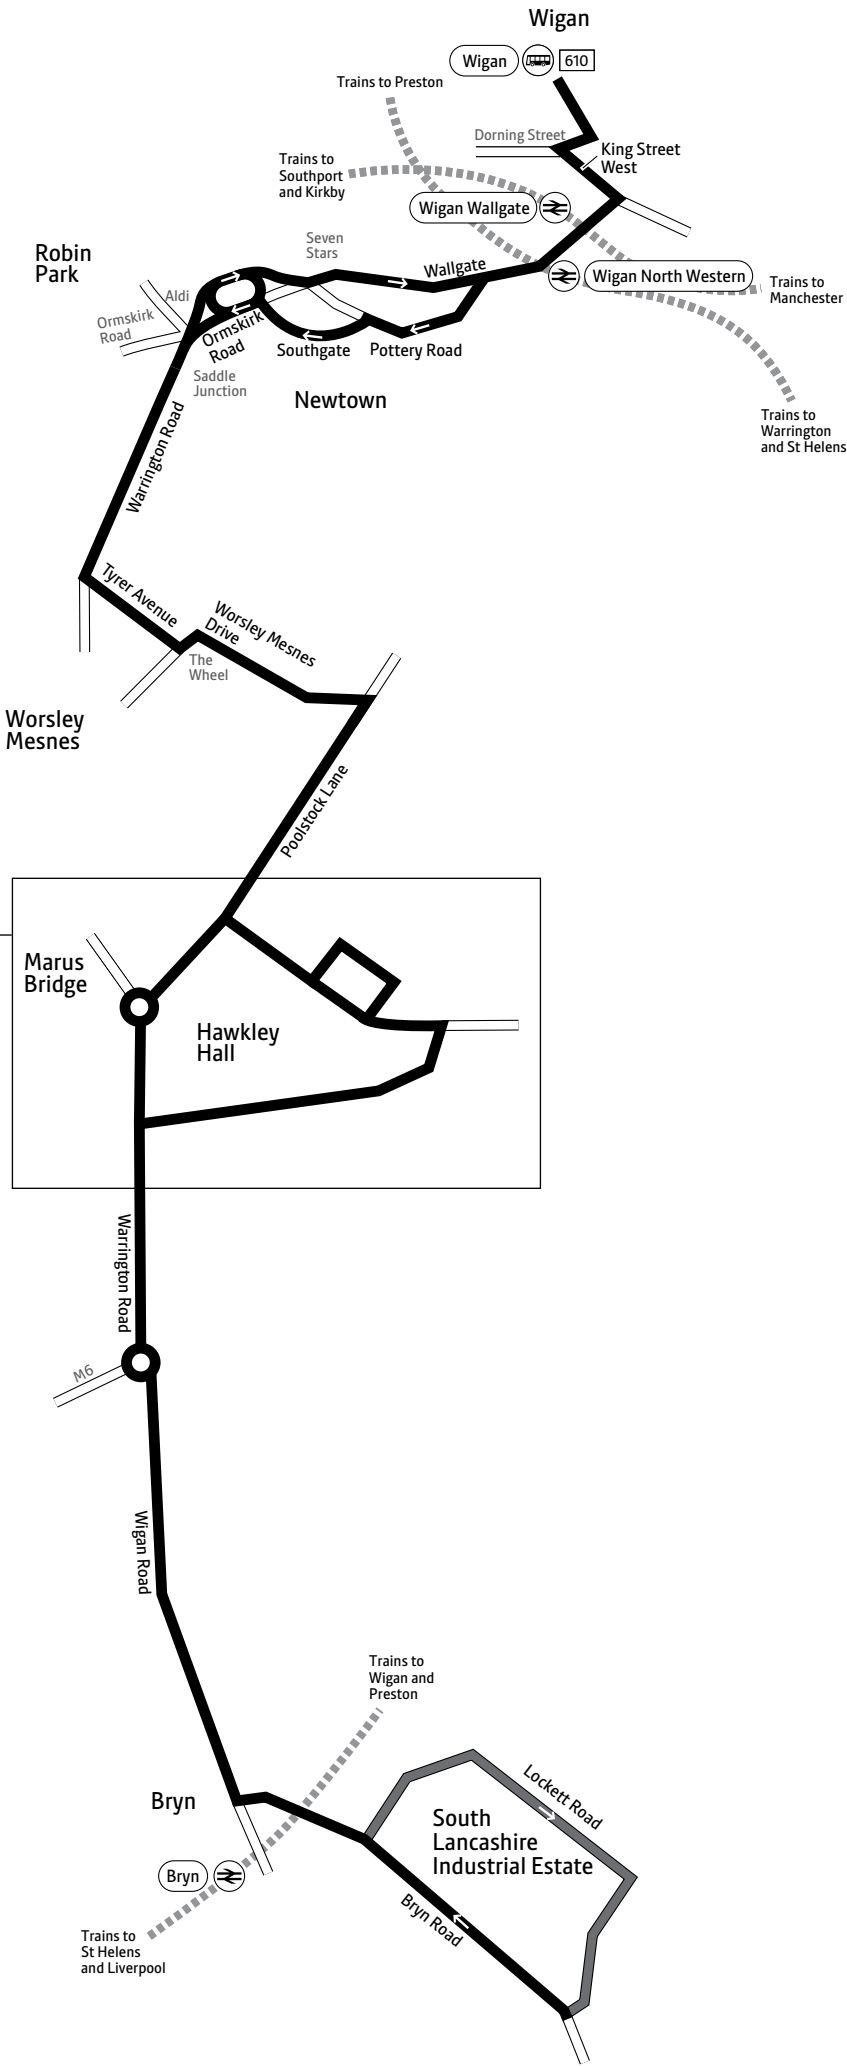 Wigan
Wigan
610
Trains to Preston
Dorning Street
King Street
West
Trains to
Southport
and Kirkby
Wigan Wallgate
Seven
Stars
Robin
Park
Wallgate
Wigan North Western
Trains to
Manchester
Aldi
Ormskirk
Road
Ormskirk
Road
Southgate
Pottery Road
Saddle
Junction
Newtown
Trains to
Warrington
and St Helens
Warrington Road
Tyrer Avenue
Worsley Mesnes
Drive
The
Wheel
Worsley
Mesnes
Poolstock Lane
Marus
Bridge
Hawkley
Hall
Warrington Road
M6
Wigan Road
Trains to
Wigan and
Preston
Lockett Road
Bryn
South
Lancashire
Industrial Estate
Bryn
Bryn Road
Trains to
St Helens
and Liverpool